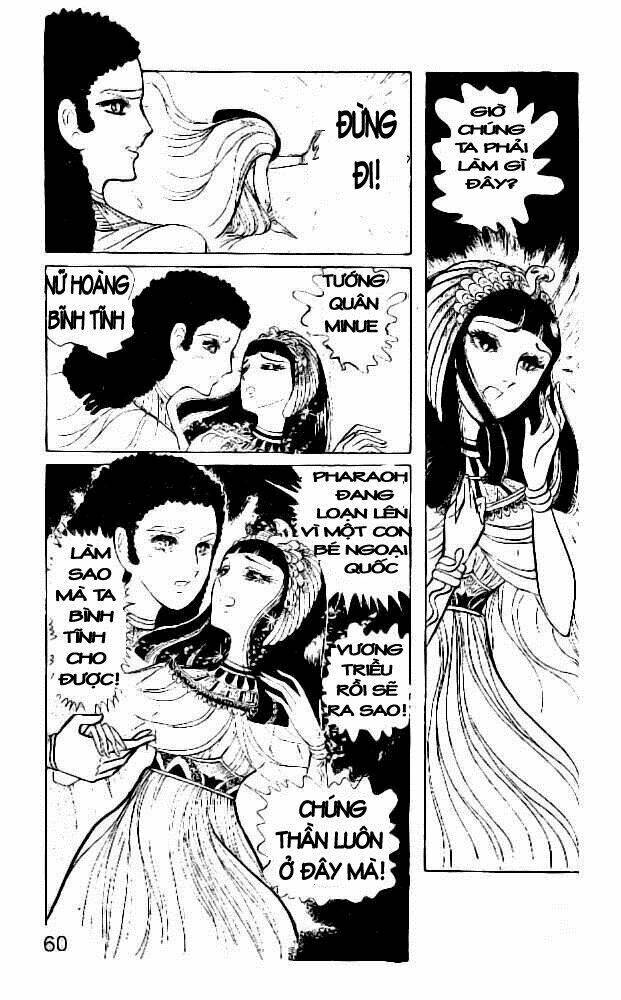 GIỜ
CHÚNG
TA PHẢI
LÀM GÌ
ĐÂY?
ĐỪNG
ĐI!
TƯỚNG
QUÂN
MINUE
NỮ HOÀNG
BÌNH TĨNH
PHARAOH
ĐANG
LOẠN LÊN
VÌ MỘT CON
BÉ NGOẠI
QUỐC
VƯƠNG
TRIỀU
RỒI SẼ
RA SAO!
LÀM
SAO
MÀ TA
BÌNH
TĨNH
CHO
ĐƯỢC!
CHÚNG
THẦN LUÔN
Ở ĐÂY MÀ!
60